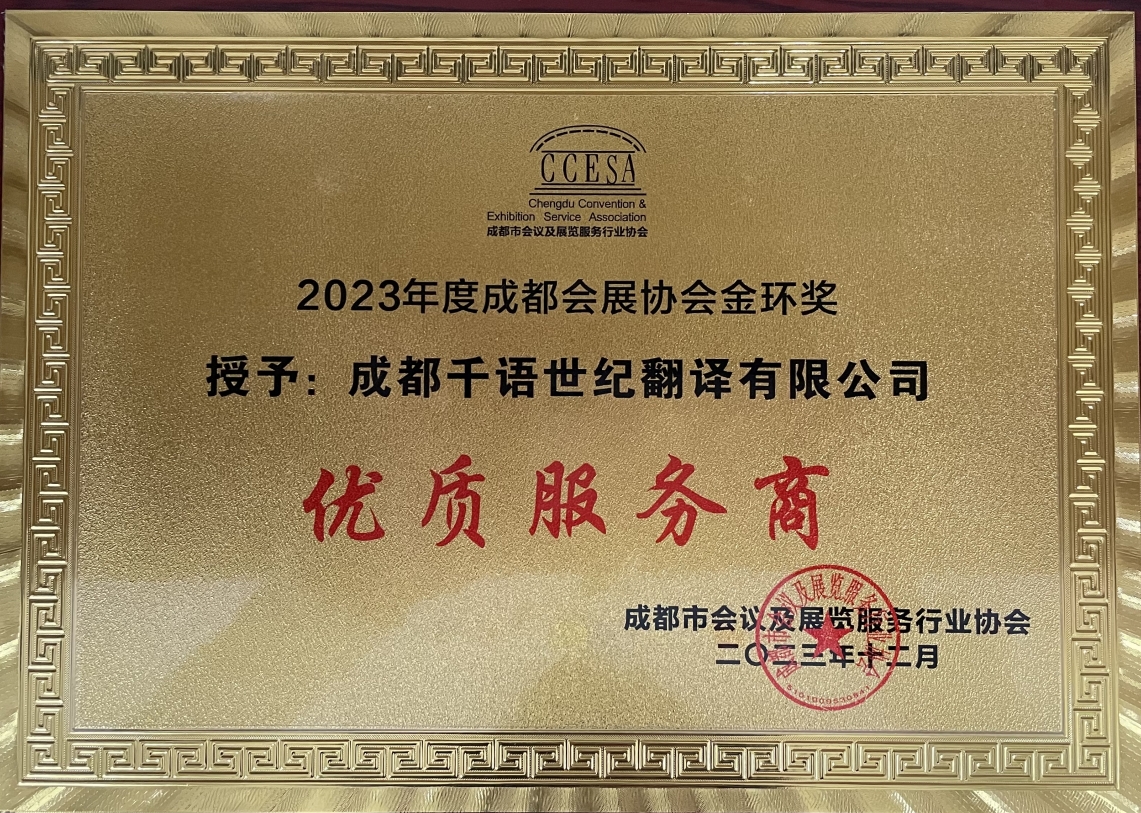 CCESA
Chengdu Convention &
Exhibition Service Association
成都市会议及展览服务行业协会
2023年度成都会展协会金环奖
授予：成都千语世纪翻译有限公司
优质服务商
成都市会议及展览服务行业协会
二〇二三年十二月